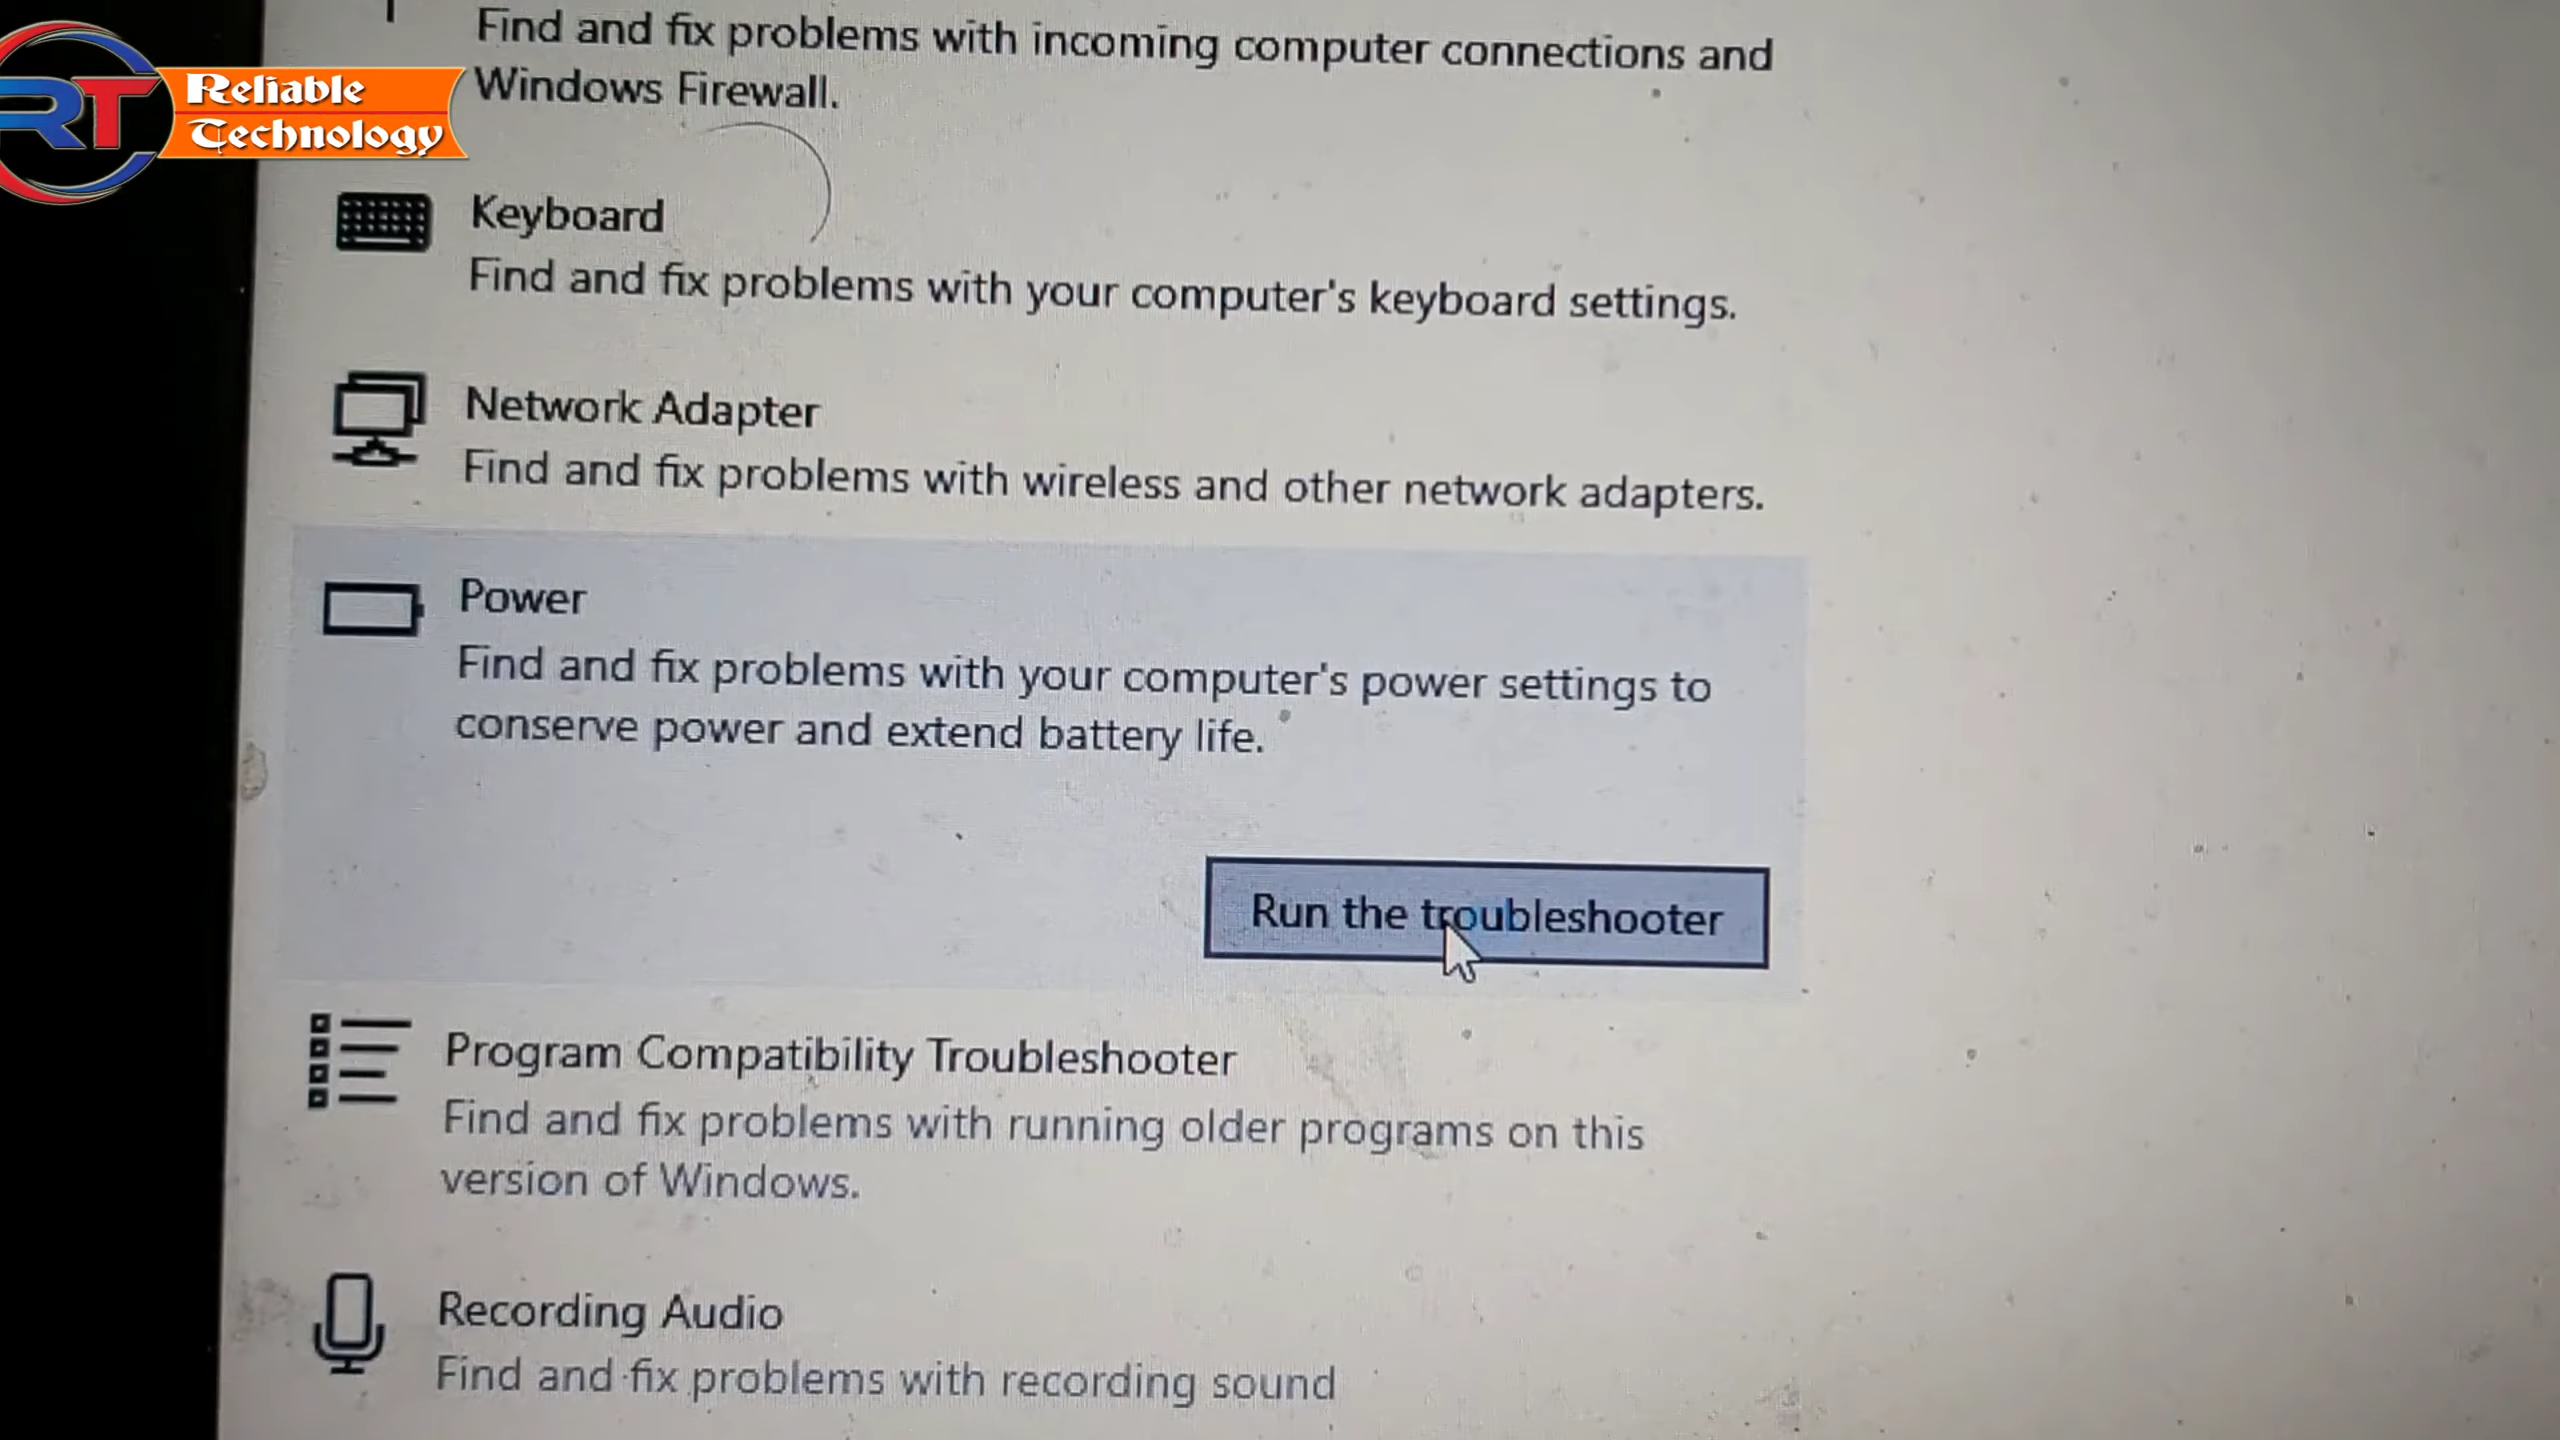 Find and fix problems with incoming computer connections and
Windows Firewall.
RT
Reliable
Technology
Keyboard
Find and fix problems with your computer's keyboard settings.
Network Adapter
Find and fix problems with wireless and other network adapters.
Power
Find and fix problems with your computer's power settings to
conserve power and extend battery life.
Run the troubleshooter
Program Compatibility Troubleshooter
Find and fix problems with running older programs on this
version of Windows.
Recording Audio
Find and fix problems with recording sound